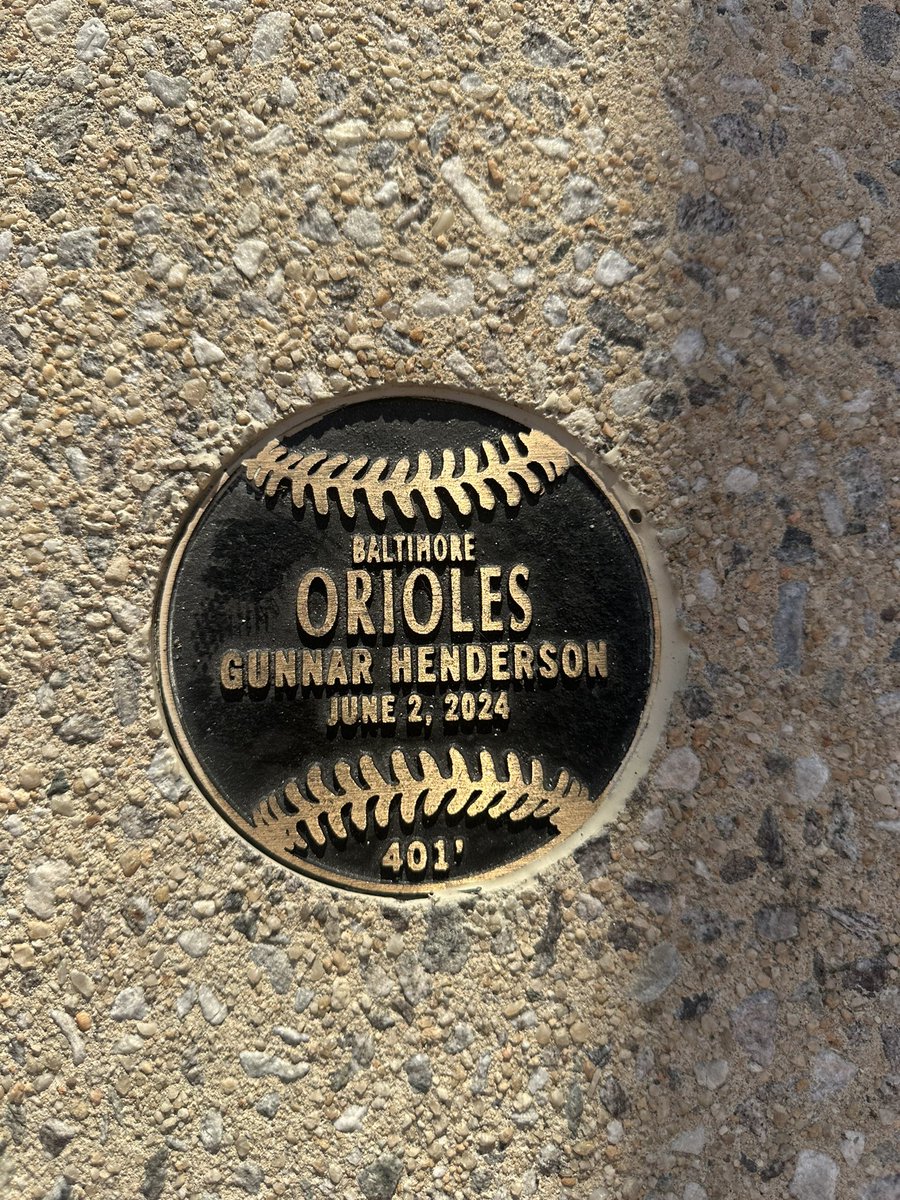 BALTIMORE
ORIOLES
GUNNAR HENDERSON
JUNE 2, 2024
401'